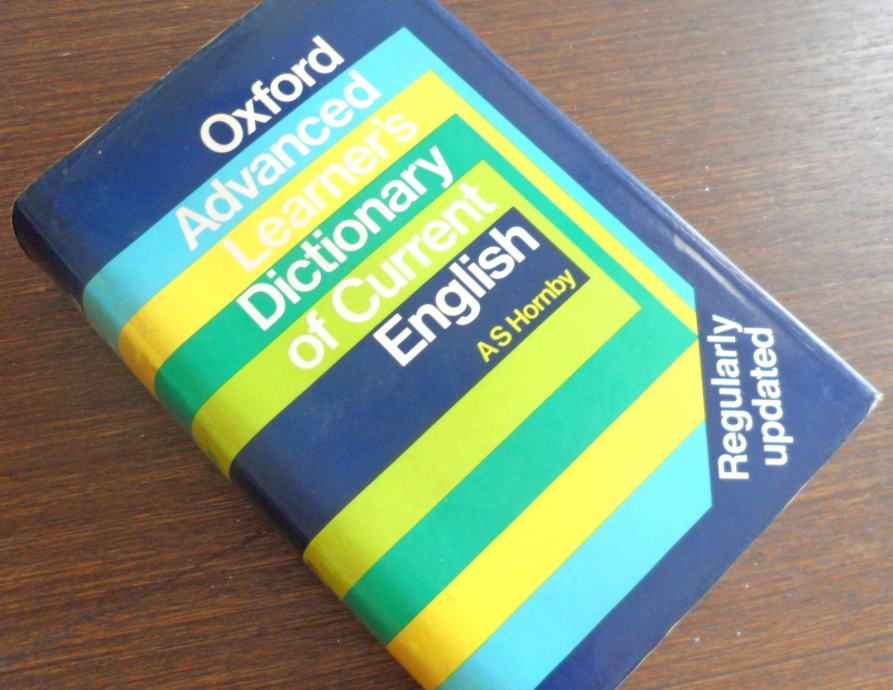 Oxford
Advanced
Learner's
Dictionary
of Current
English
A S Hornby
Regularly
updated